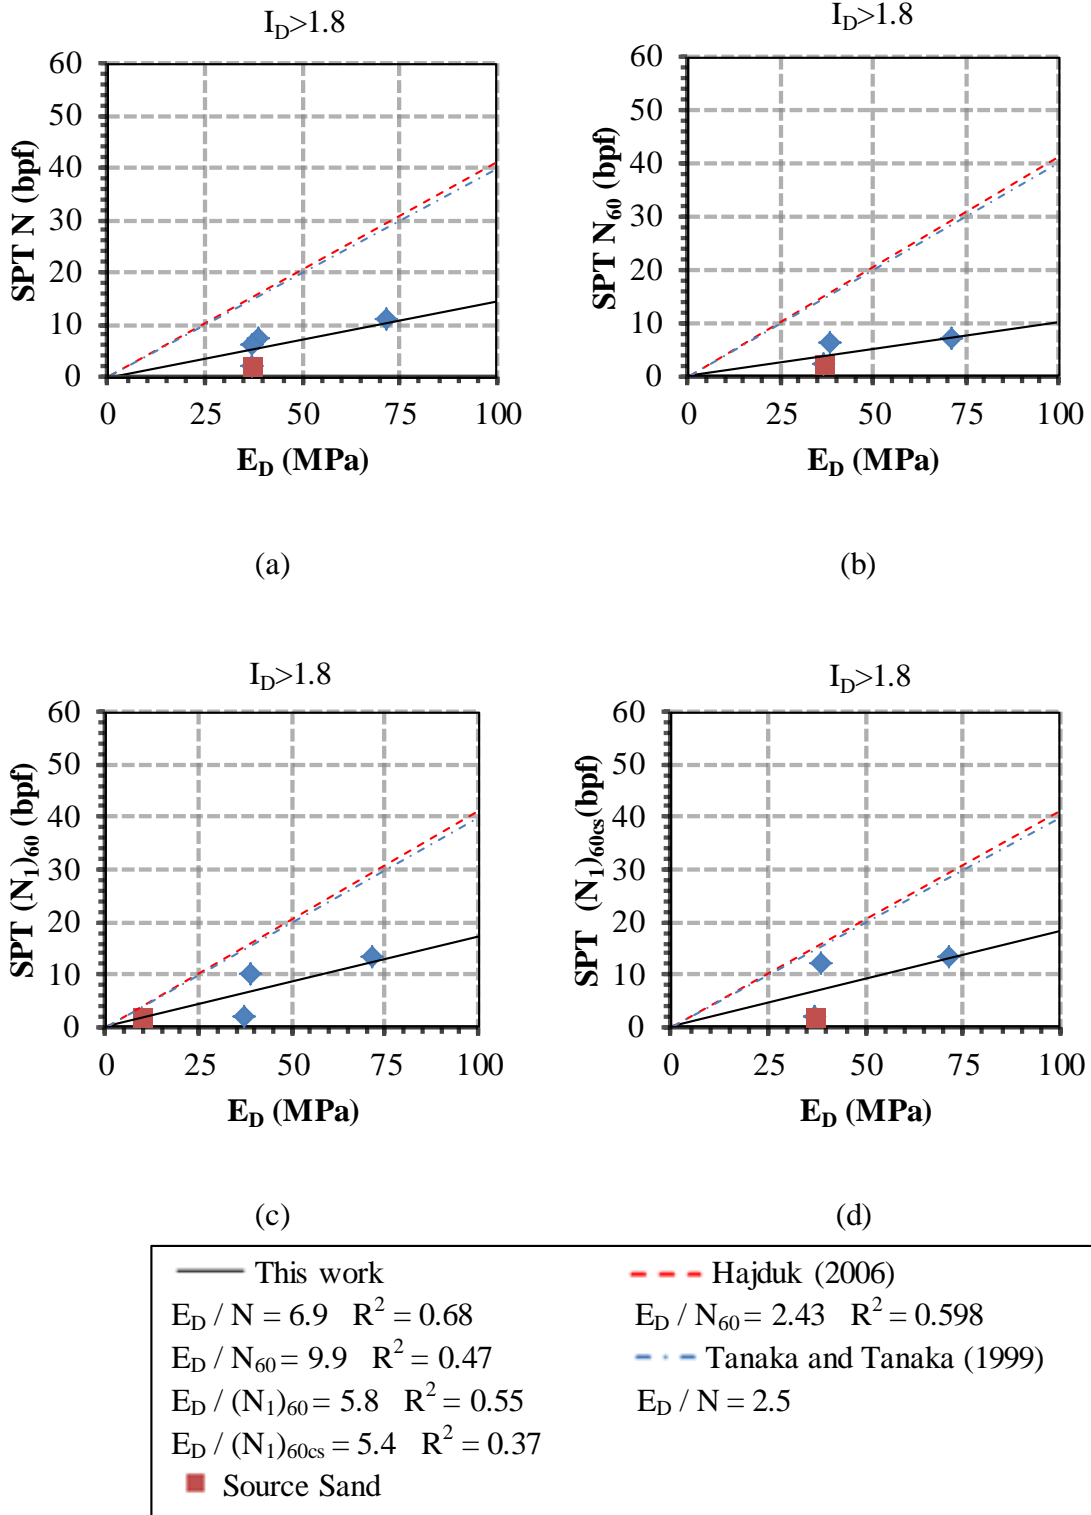 I_D>1.8
SPT N (bpf)
60
50
40
30
20
10
0
0 25 50 75 100
E_D (MPa)
(a)
SPT N_60 (bpf)
60
50
40
30
20
10
0
0 25 50 75 100
E_D (MPa)
(b)
I_D>1.8
SPT (N_1)_60 (bpf)
60
50
40
30
20
10
0
0 25 50 75 100
E_D (MPa)
(c)
I_D>1.8
SPT (N_1)_60cs (bpf)
60
50
40
30
20
10
0
0 25 50 75 100
E_D (MPa)
(d)
This work
E_D / N = 6.9 R^2 = 0.68
E_D / N_60 = 9.9 R^2 = 0.47
E_D / (N_1)_60 = 5.8 R^2 = 0.55
E_D / (N_1)_60cs = 5.4 R^2 = 0.37
Source Sand
Hajduk (2006)
E_D / N_60 = 2.43 R^2 = 0.598
Tanaka and Tanaka (1999)
E_D / N = 2.5